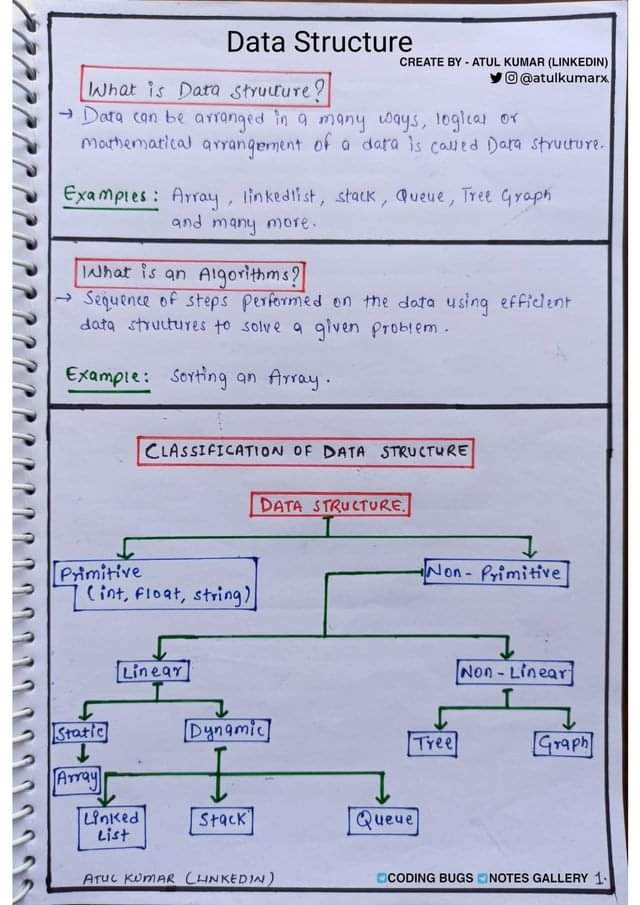 Data Structure
CREATE BY - ATUL KUMAR (LINKEDIN)
@atulkumarx
What is Data structure?
→ Data can be arranged in a many ways, logical or
mathematical arrangement of a data is called Data structure.
Examples: Array, linkedlist, stack, Queue, Tree Graph
and many more.
What is an Algorithms?
→ Sequence of steps performed on the data using efficient
data structures to solve a given problem.
Example: Sorting an Array.
CLASSIFICATION OF DATA STRUCTURE
DATA STRUCTURE.
Primitive
(int, float, string)
Non-Primitive
Linear
Non-Linear
Static
Dynamic
Tree
Graph
Array
Linked
List
Stack
Queue
ATUL KUMAR (LINKEDIN)
CODING BUGS NOTES GALLERY 1.